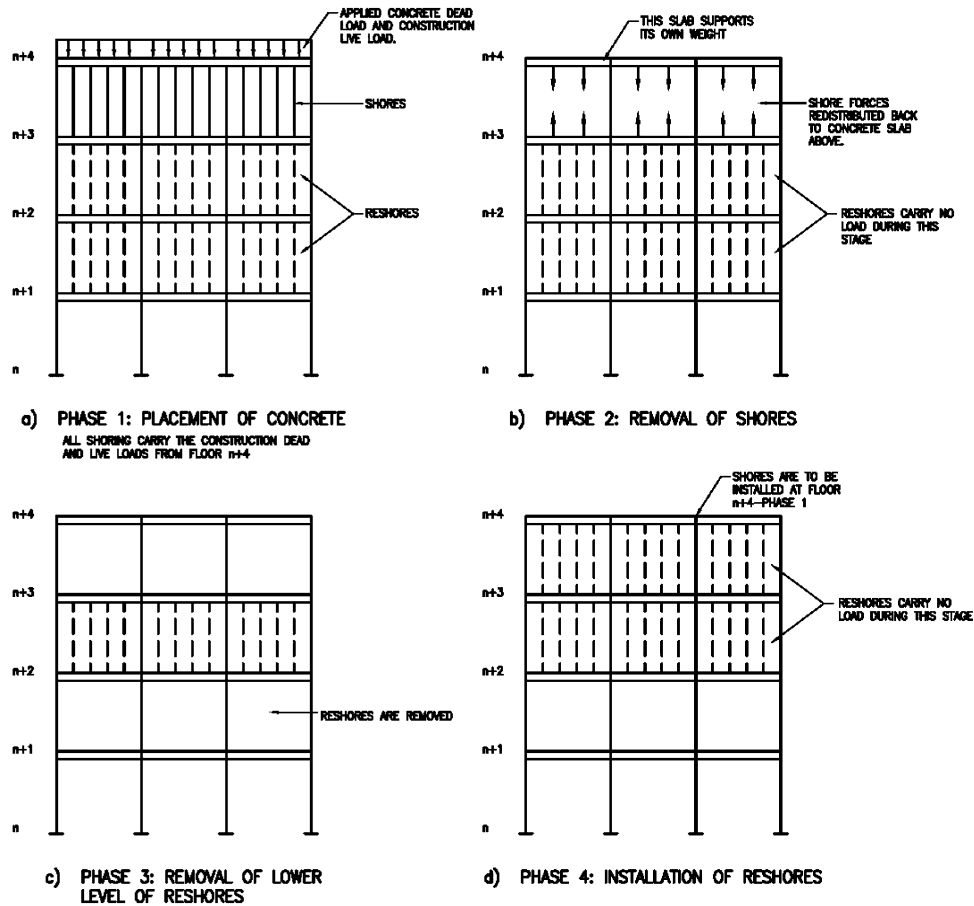 APPLIED CONCRETE DEAD
LOAD AND CONSTRUCTION
LIVE LOAD.
n+4
SHORES
n+3
n+2
RESHORES
n+1
n
a) PHASE 1: PLACEMENT OF CONCRETE
ALL SHORING CARRY THE CONSTRUCTION DEAD
AND LIVE LOADS FROM FLOOR n+4
THIS SLAB SUPPORTS
ITS OWN WEIGHT
n+4
SHORE FORCES
REDISTRIBUTED BACK
TO CONCRETE SLAB
ABOVE.
n+3
n+2
RESHORES CARRY NO
LOAD DURING THIS
STAGE
n+1
n
b) PHASE 2: REMOVAL OF SHORES
n+4
n+3
n+2
RESHORES ARE REMOVED
n+1
n
c) PHASE 3: REMOVAL OF LOWER
LEVEL OF RESHORES
SHORES ARE TO BE
INSTALLED AT FLOOR
n+4-PHASE 1
n+4
n+3
RESHORES CARRY NO
LOAD DURING THIS STAGE
n+2
n+1
n
d) PHASE 4: INSTALLATION OF RESHORES